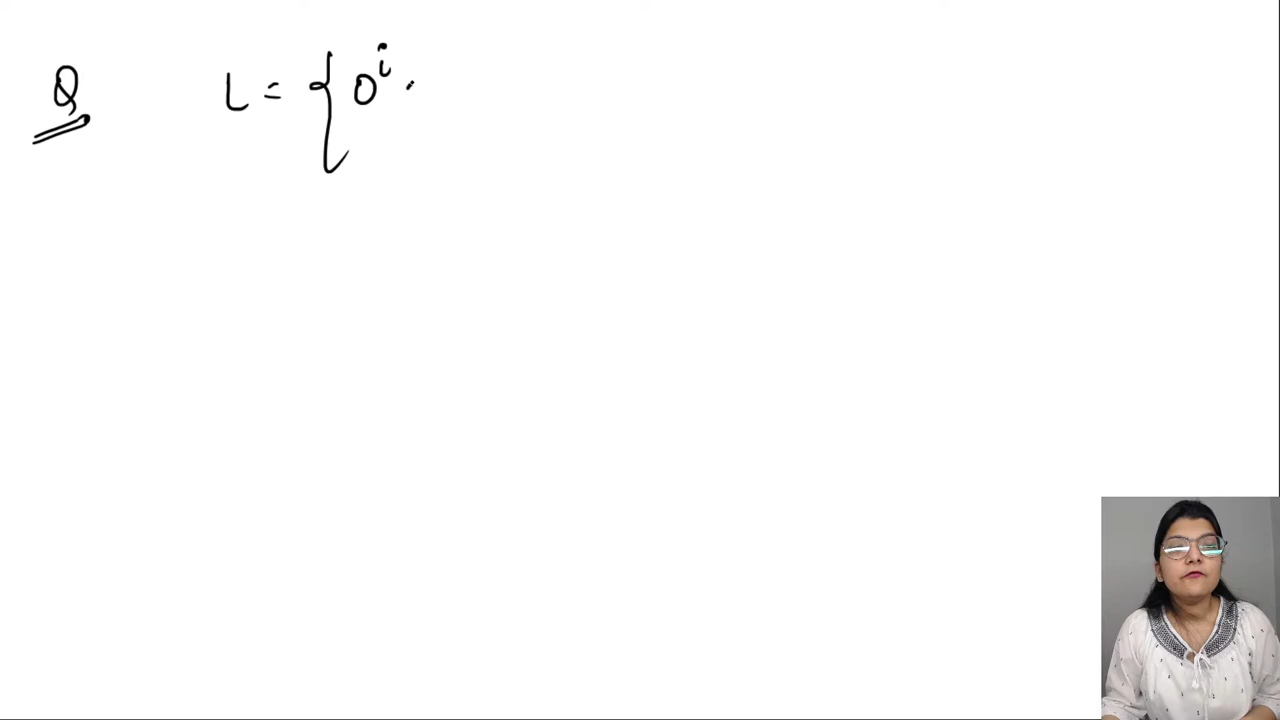 Q L = { 0^i .